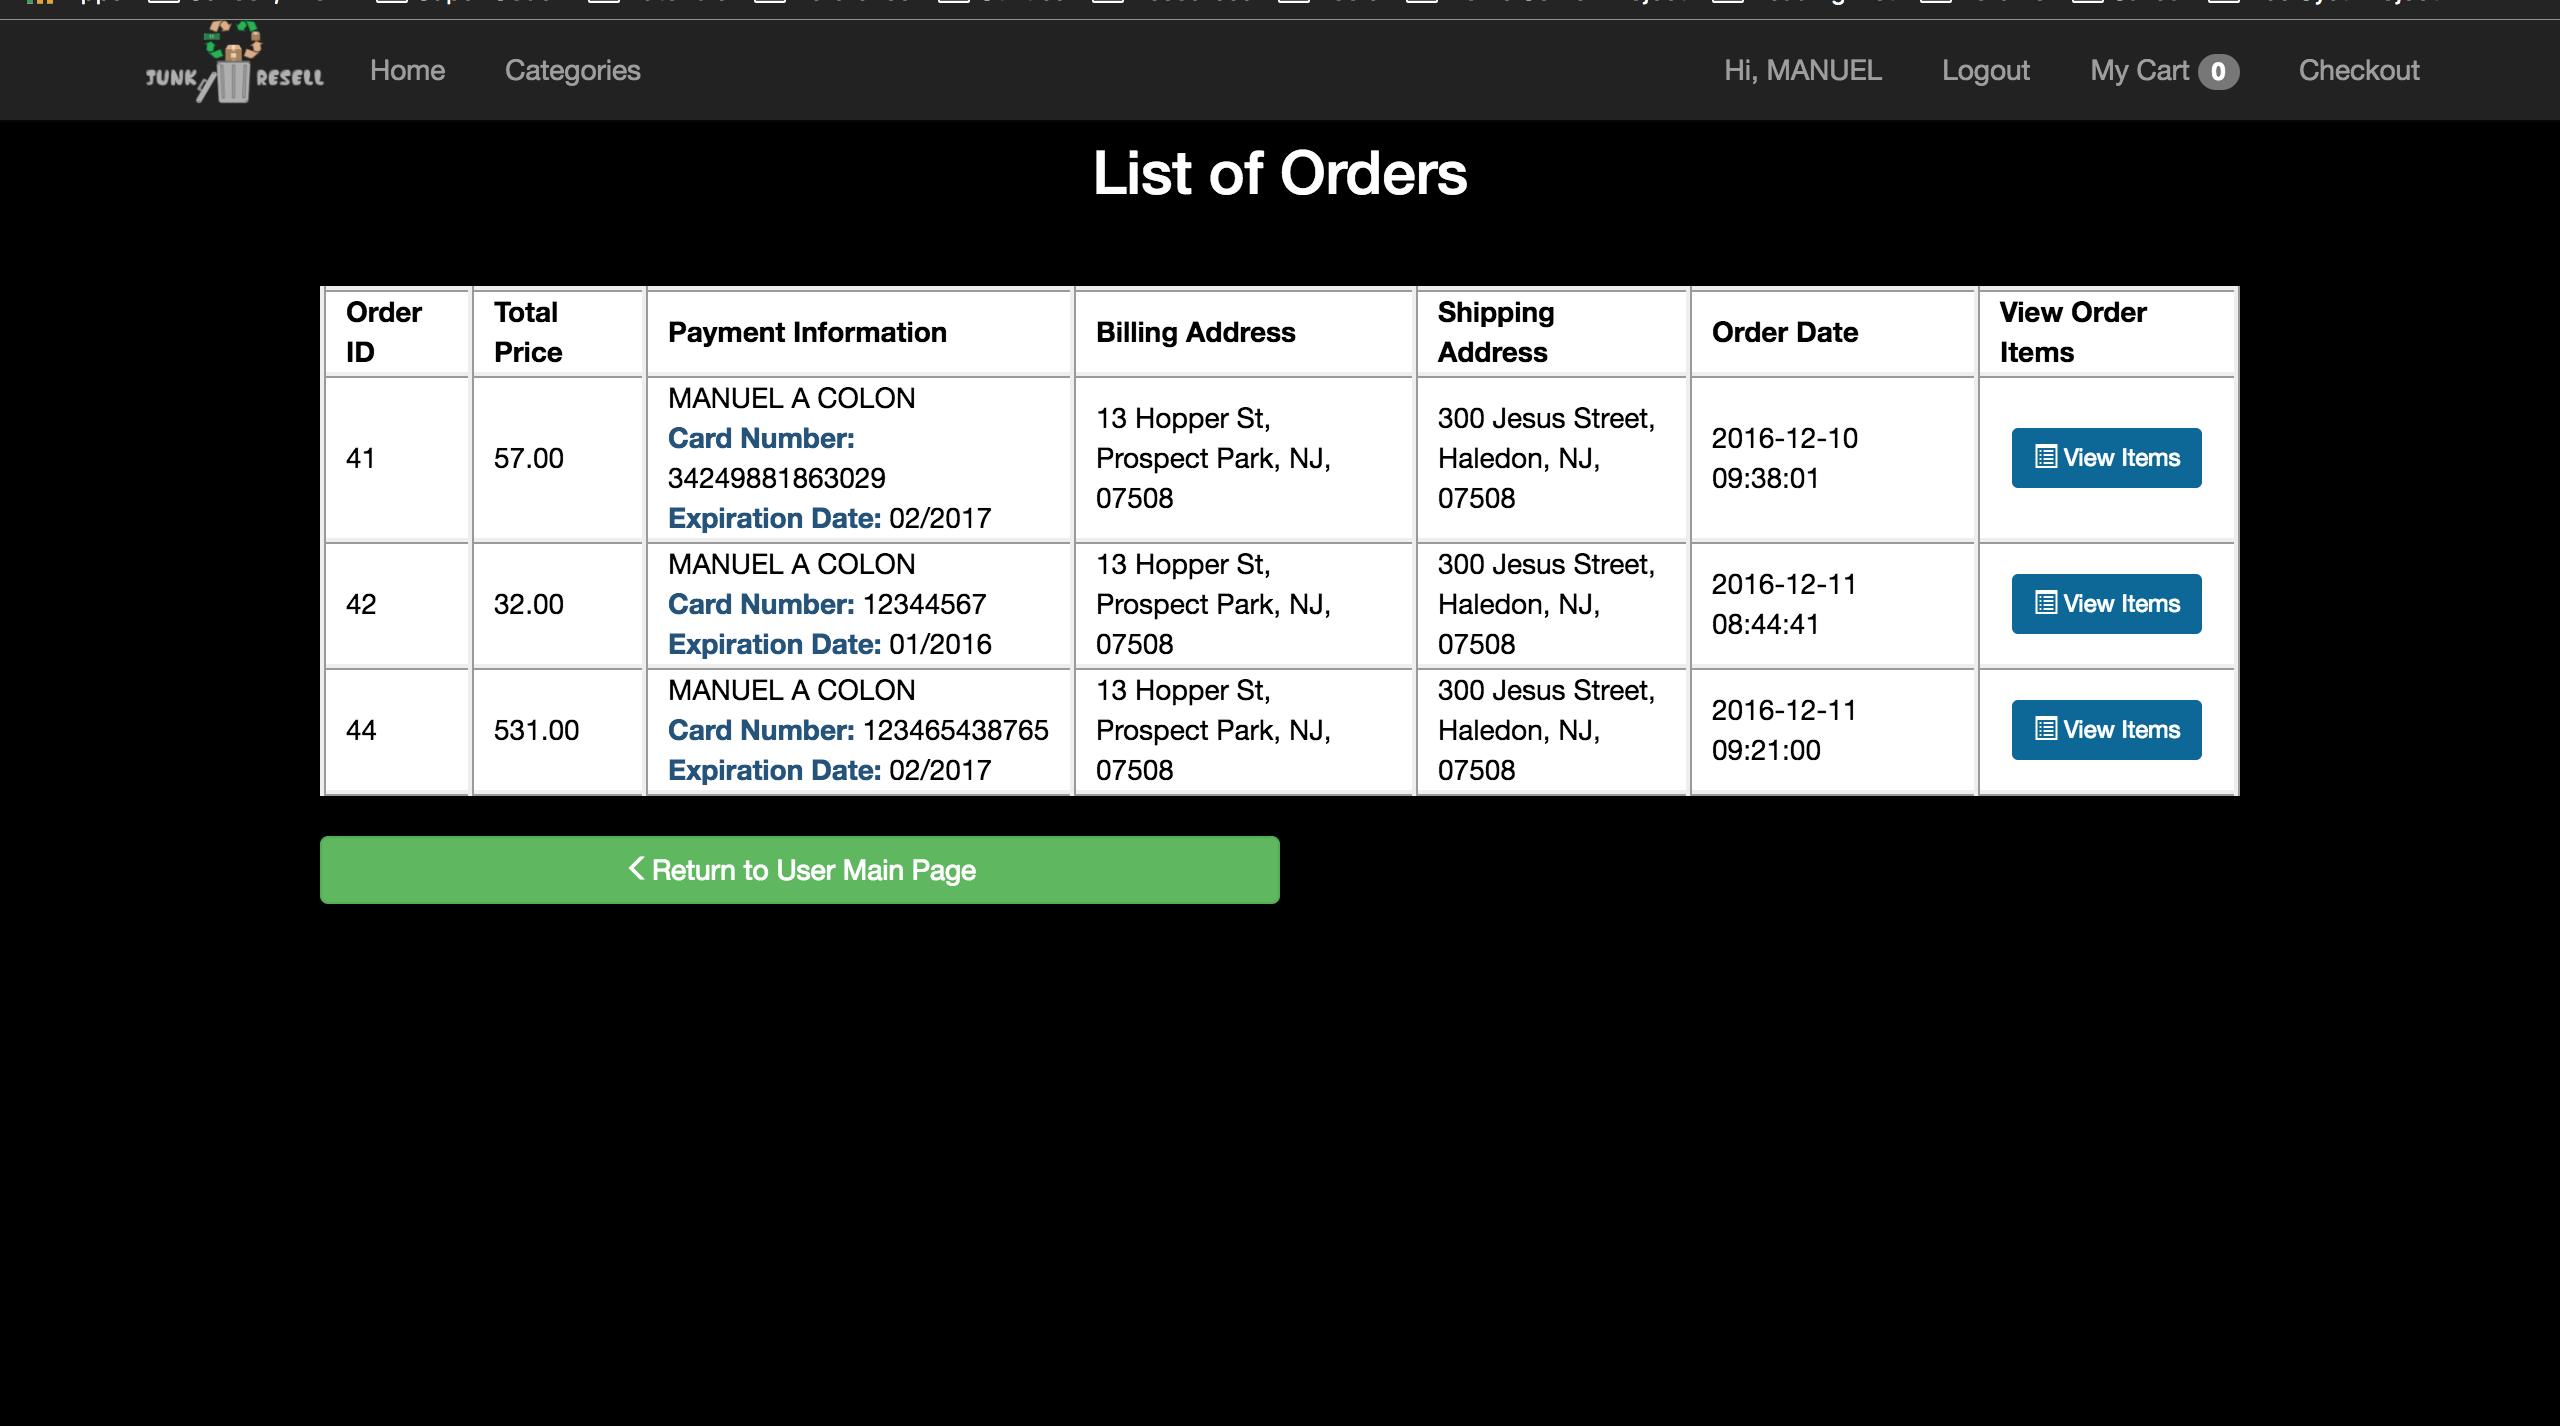 JUNK RESELL
Home Categories Hi, MANUEL Logout My Cart 0 Checkout
List of Orders
Order ID Total Price Payment Information Billing Address Shipping Address Order Date View Order Items
41
57.00
MANUEL A COLON
Card Number:
34249881863029
Expiration Date: 02/2017
13 Hopper St,
Prospect Park, NJ,
07508
300 Jesus Street,
Haledon, NJ,
07508
2016-12-10
09:38:01
View Items
42
32.00
MANUEL A COLON
Card Number: 12344567
Expiration Date: 01/2016
13 Hopper St,
Prospect Park, NJ,
07508
300 Jesus Street,
Haledon, NJ,
07508
2016-12-11
08:44:41
View Items
44
531.00
MANUEL A COLON
Card Number: 123465438765
Expiration Date: 02/2017
13 Hopper St,
Prospect Park, NJ,
07508
300 Jesus Street,
Haledon, NJ,
07508
2016-12-11
09:21:00
View Items
Return to User Main Page